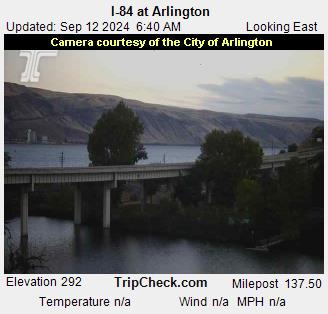 I-84 at Arlington
Updated: Sep 12 2024 6:40 AM Looking East
Camera courtesy of the City of Arlington
Elevation 292 TripCheck.com Milepost 137.50
Temperature n/a Wind n/a MPH n/a